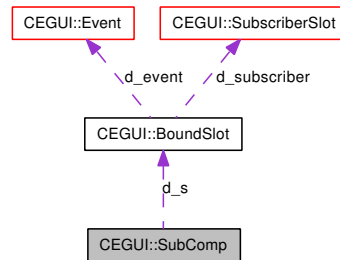 CEGUI::Event
CEGUI::SubscriberSlot
d_event
d_subscriber
CEGUI::BoundSlot
d_s
CEGUI::SubComp